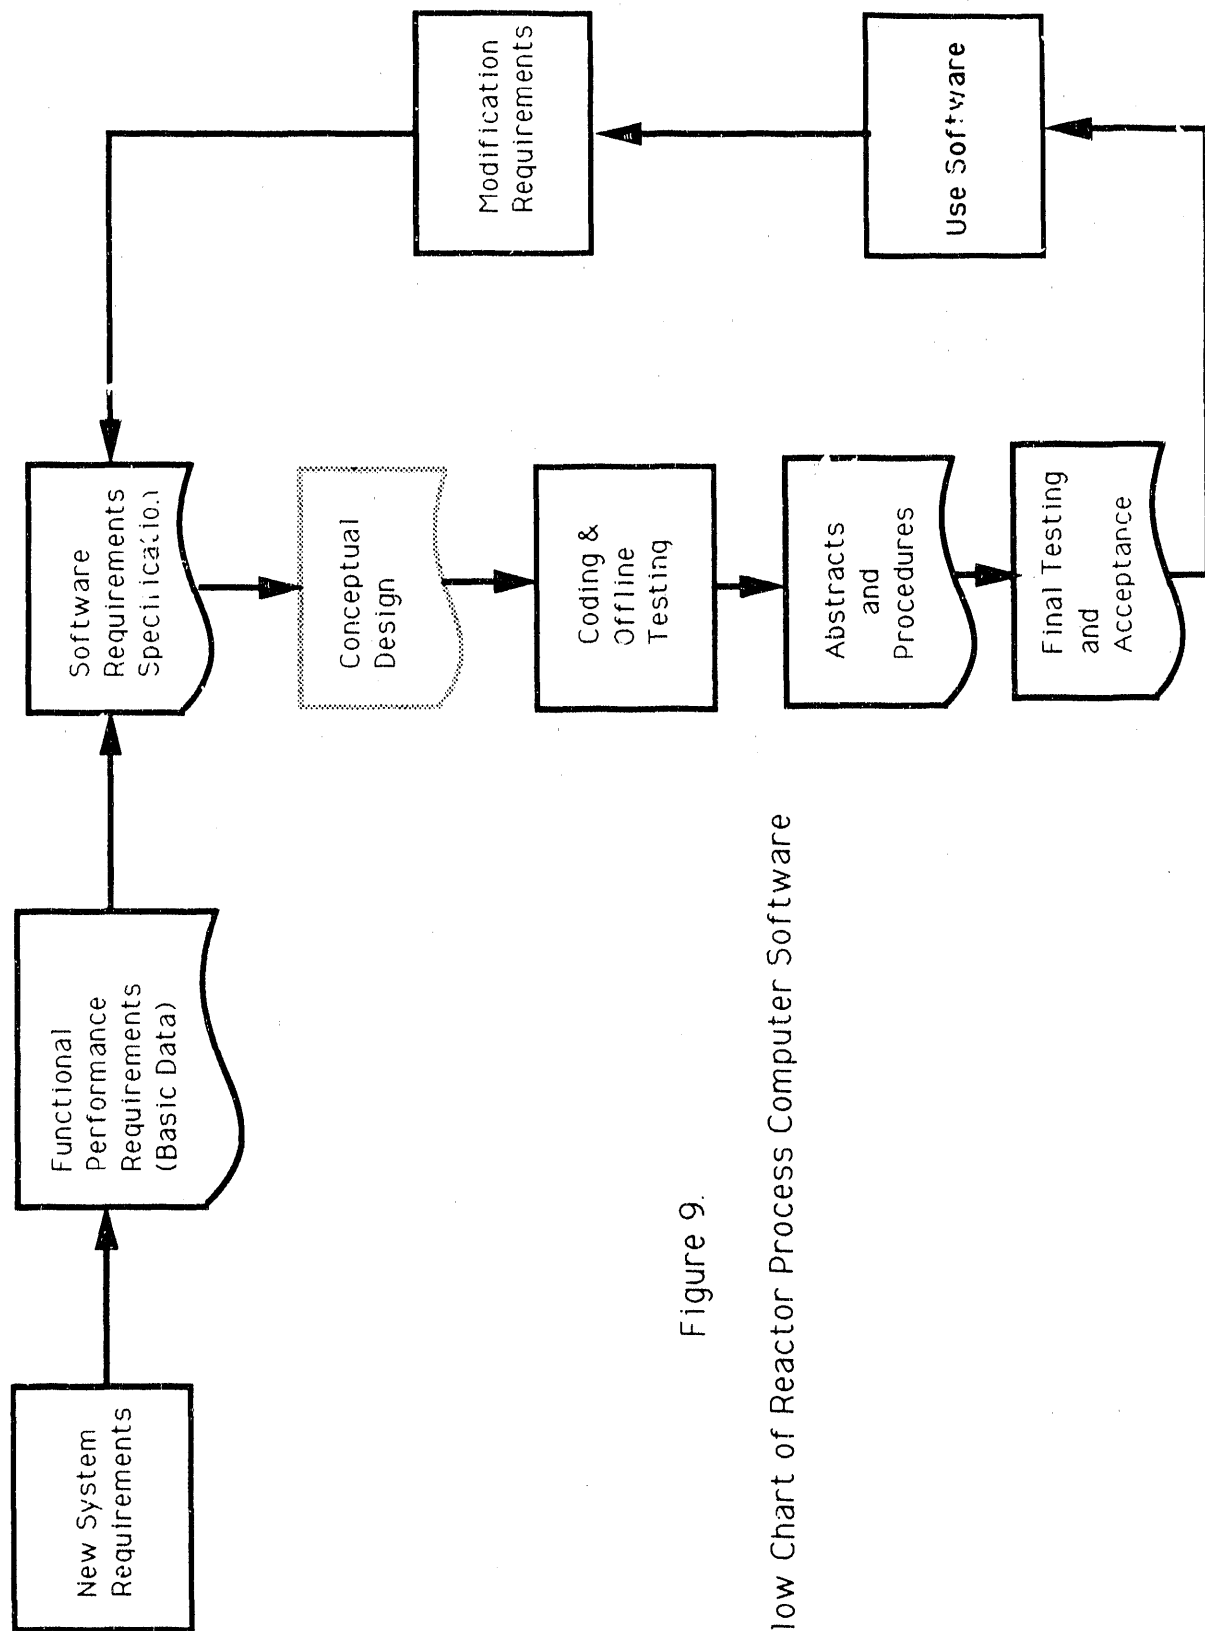 New System
Requirements
Functional
Performance
Requirements
(Basic Data)
Software
Requirements
Specification
Conceptual
Design
Coding &
Offline
Testing
Abstracts
and
Procedures
Final Testing
and
Acceptance
Use Software
Modification
Requirements
Figure 9.
low Chart of Reactor Process Computer Software